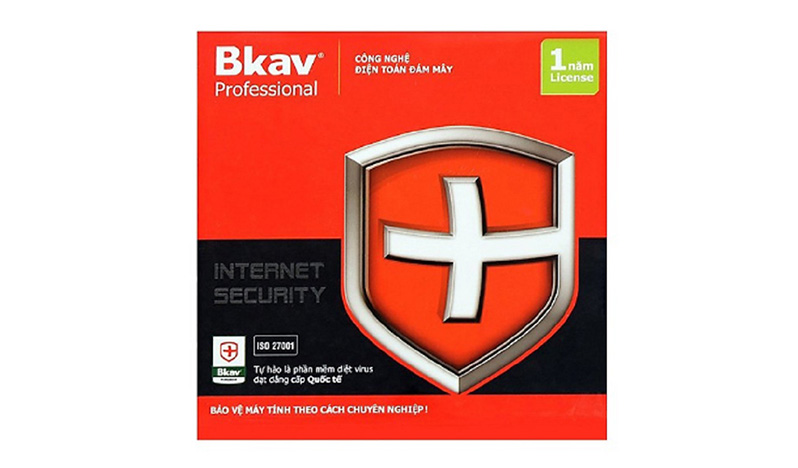 Bkav®
Professional
CÔNG NGHỆ
ĐIỆN TOÁN ĐÁM MÂY
1 năm
License
INTERNET
SECURITY
Bkav
ISO 27001
Tự hào là phần mềm diệt virus
đạt đẳng cấp Quốc tế
BẢO VỆ MÁY TÍNH THEO CÁCH CHUYÊN NGHIỆP!